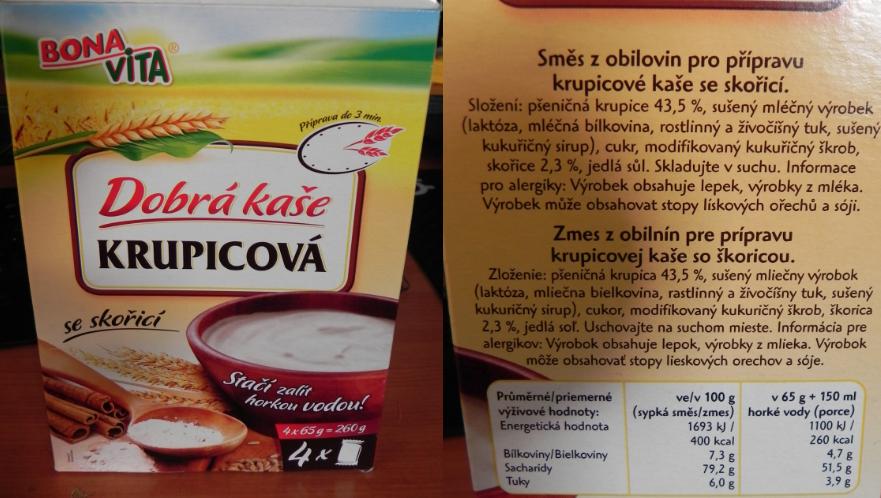 BONA
VITA®
Příprava do 3 min.
Dobrá kaše
KRUPICOVÁ
se skořicí
Stačí zalít
horkou vodou!
4 x 65 g = 260 g
4 x
Směs z obilovin pro přípravu
krupicové kaše se skořicí.
Složení: pšeničná krupice 43,5 %, sušený mléčný výrobek
(laktóza, mléčná bílkovina, rostlinný a živočišný tuk, sušený
kukuřičný sirup), cukr, modifikovaný kukuřičný škrob,
skořice 2,3 %, jedlá sůl. Skladujte v suchu. Informace
pro alergiky: Výrobek obsahuje lepek, výrobky z mléka.
Výrobek může obsahovat stopy lískových ořechů a sóji.
Zmes z obilnín pre prípravu
krupicovej kaše so škoricou.
Zloženie: pšeničná krupica 43,5 %, sušený mliečny výrobok
(laktóza, mliečna bielkovina, rastlinný a živočíšny tuk, sušený
kukuričný sirup), cukor, modifikovaný kukuričný škrob, škorica
2,3 %, jedlá soľ. Uschovajte na suchom mieste. Informácia pre
alergikov: Výrobok obsahuje lepok, výrobky z mlieka. Výrobok
môže obsahovať stopy lieskových orechov a sóje.
Průměrné/priemerné ve/v 100 g v 65 g + 150 ml
výživové hodnoty: (sypká směs/zmes) horké vody (porce)
Energetická hodnota 1693 kJ / 1100 kJ /
400 kcal 260 kcal
Bílkoviny/Bielkoviny 7,3 g 4,7 g
Sacharidy 79,2 g 51,5 g
Tuky 6,0 g 3,9 g